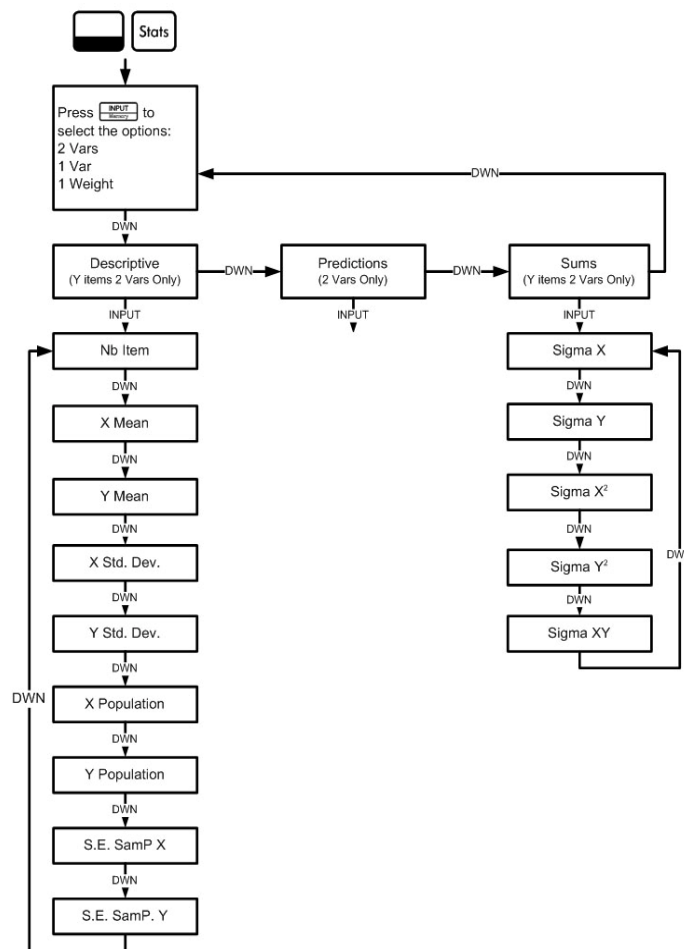 Stats
Press INPUT Memory to
select the options:
2 Vars
1 Var
1 Weight
DWN
DWN
Descriptive
(Y items 2 Vars Only)
DWN
Predictions
(2 Vars Only)
DWN
Sums
(Y items 2 Vars Only)
INPUT
INPUT
INPUT
Nb Item
DWN
X Mean
DWN
Y Mean
DWN
X Std. Dev.
DWN
Y Std. Dev.
DWN
X Population
DWN
Y Population
DWN
S.E. SamP X
DWN
S.E. SamP. Y
DWN
Sigma X
DWN
Sigma Y
DWN
Sigma X²
DWN
Sigma Y²
DWN
Sigma XY
DW